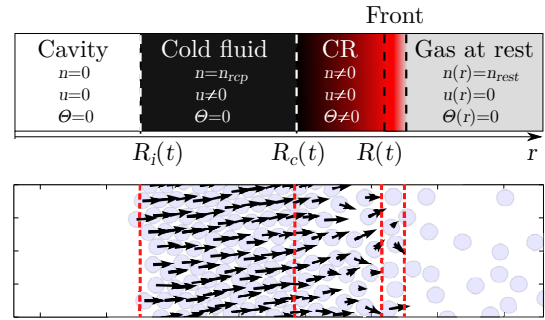 Front
Cavity Cold fluid CR Gas at rest
n=0 n=n_rcp n≠0 n(r)=n_rest
u=0 u≠0 u≠0 u(r)=0
Θ=0 Θ=0 Θ≠0 Θ(r)=0
R_i(t) R_c(t) R(t) r